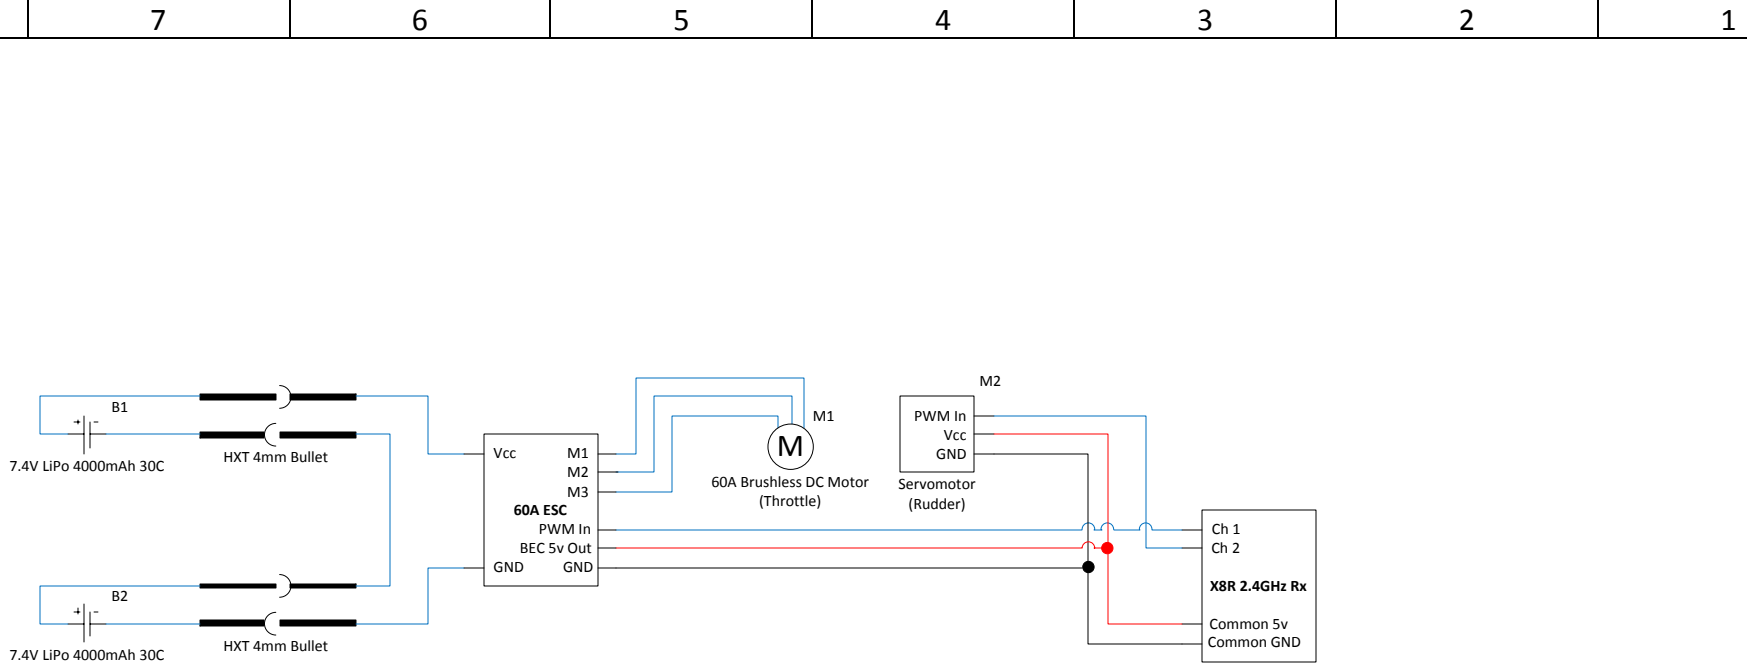 7 6 5 4 3 2 1
B1
7.4V LiPo 4000mAh 30C
HXT 4mm Bullet
B2
7.4V LiPo 4000mAh 30C
HXT 4mm Bullet
Vcc
GND
M1
M2
M3
60A ESC
PWM In
BEC 5v Out
GND
M
M1
60A Brushless DC Motor
(Throttle)
M2
PWM In
Vcc
GND
Servomotor
(Rudder)
Ch 1
Ch 2
X8R 2.4GHz Rx
Common 5v
Common GND